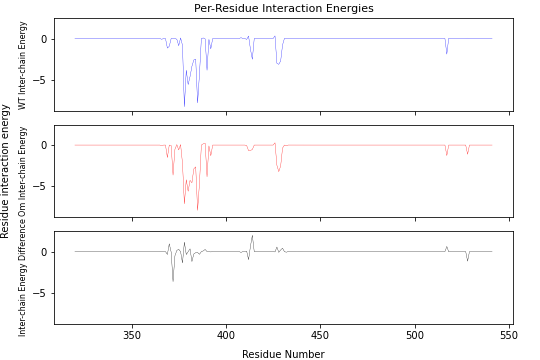 Per-Residue Interaction Energies
Residue interaction energy
WT Inter-chain Energy
0
−5
Om Inter-chain Energy
0
−5
Inter-chain Energy Difference
0
−5
350
400
450
500
550
Residue Number